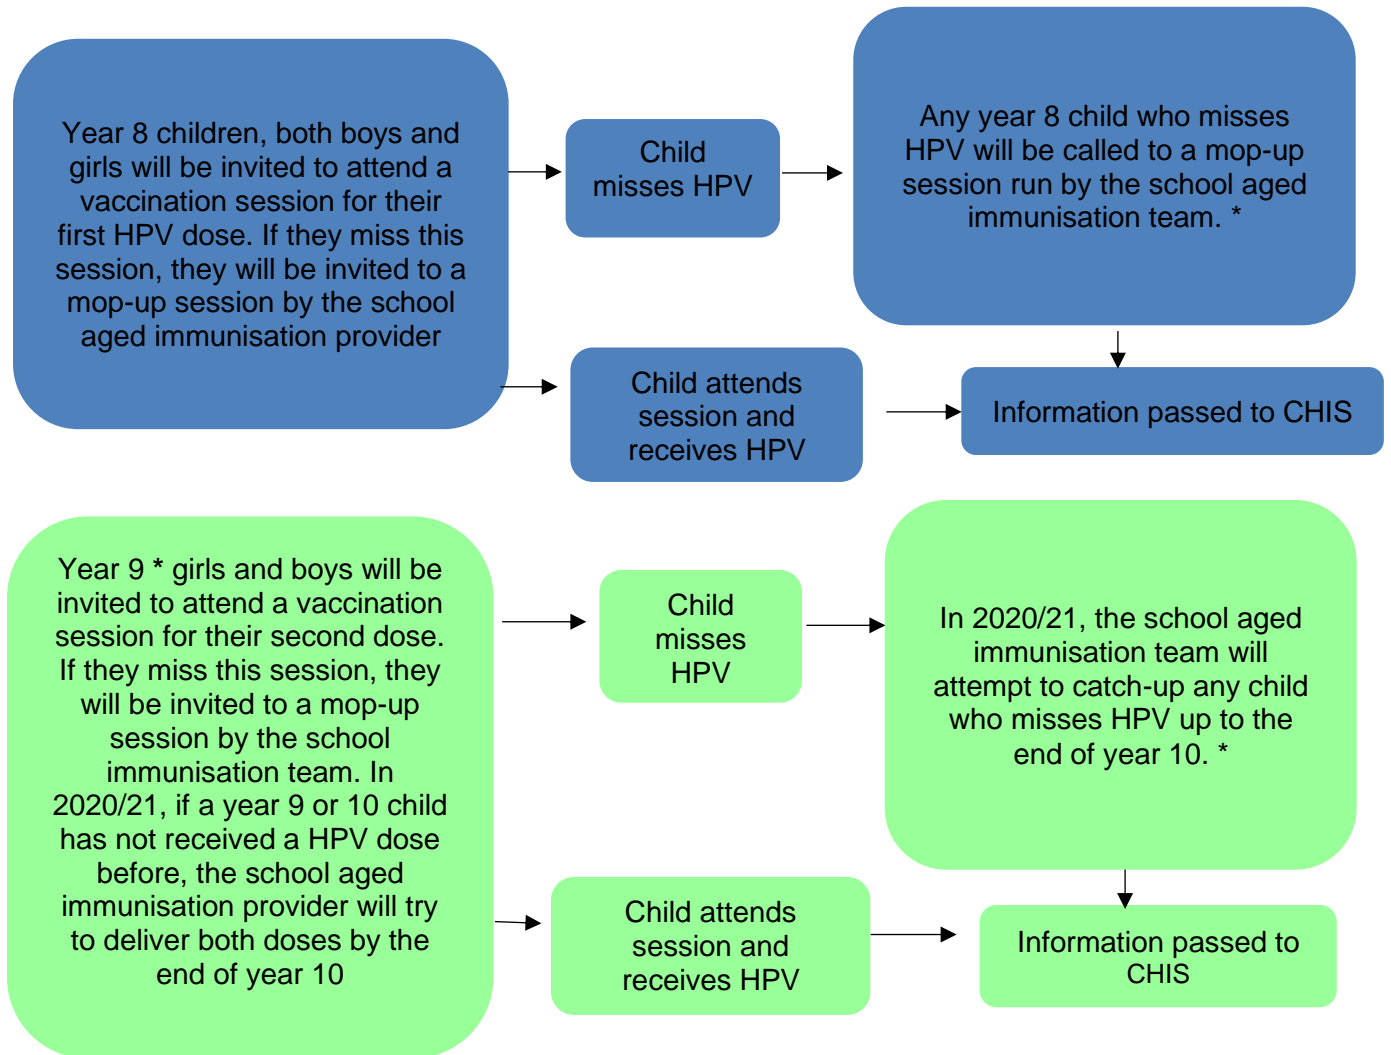 Year 8 children, both boys and
girls will be invited to attend a
vaccination session for their
first HPV dose. If they miss this
session, they will be invited to a
mop-up session by the school
aged immunisation provider
Child
misses HPV
Any year 8 child who misses
HPV will be called to a mop-up
session run by the school aged
immunisation team. *
Child attends
session and
receives HPV
Information passed to CHIS
Year 9 * girls and boys will be
invited to attend a vaccination
session for their second dose.
If they miss this session, they
will be invited to a mop-up
session by the school
immunisation team. In
2020/21, if a year 9 or 10 child
has not received a HPV dose
before, the school aged
immunisation provider will try
to deliver both doses by the
end of year 10
Child
misses
HPV
In 2020/21, the school aged
immunisation team will
attempt to catch-up any child
who misses HPV up to the
end of year 10. *
Child attends
session and
receives HPV
Information passed to
CHIS